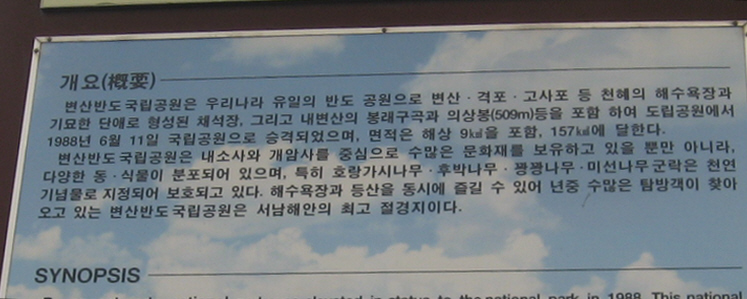 개요(槪要)
변산반도국립공원은 우리나라 유일의 반도 공원으로 변산·격포·고사포 등 천혜의 해수욕장과
기묘한 단애로 형성된 채석장, 그리고 내변산의 봉래구곡과 의상봉(509m)등을 포함 하여 도립공원에서
1988년 6월 11일 국립공원으로 승격되었으며, 면적은 해상 9㎢을 포함, 157㎢에 달한다.
변산반도국립공원은 내소사와 개암사를 중심으로 수많은 문화재를 보유하고 있을 뿐만 아니라,
다양한 동·식물이 분포되어 있으며, 특히 호랑가시나무·후박나무·꽝꽝나무·미선나무군락은 천연
기념물로 지정되어 보호되고 있다. 해수욕장과 등산을 동시에 즐길 수 있어 년중 수많은 탐방객이 찾아
오고 있는 변산반도국립공원은 서남해안의 최고 절경지이다.
SYNOPSIS
elevated in status to the national park in 1988. This national